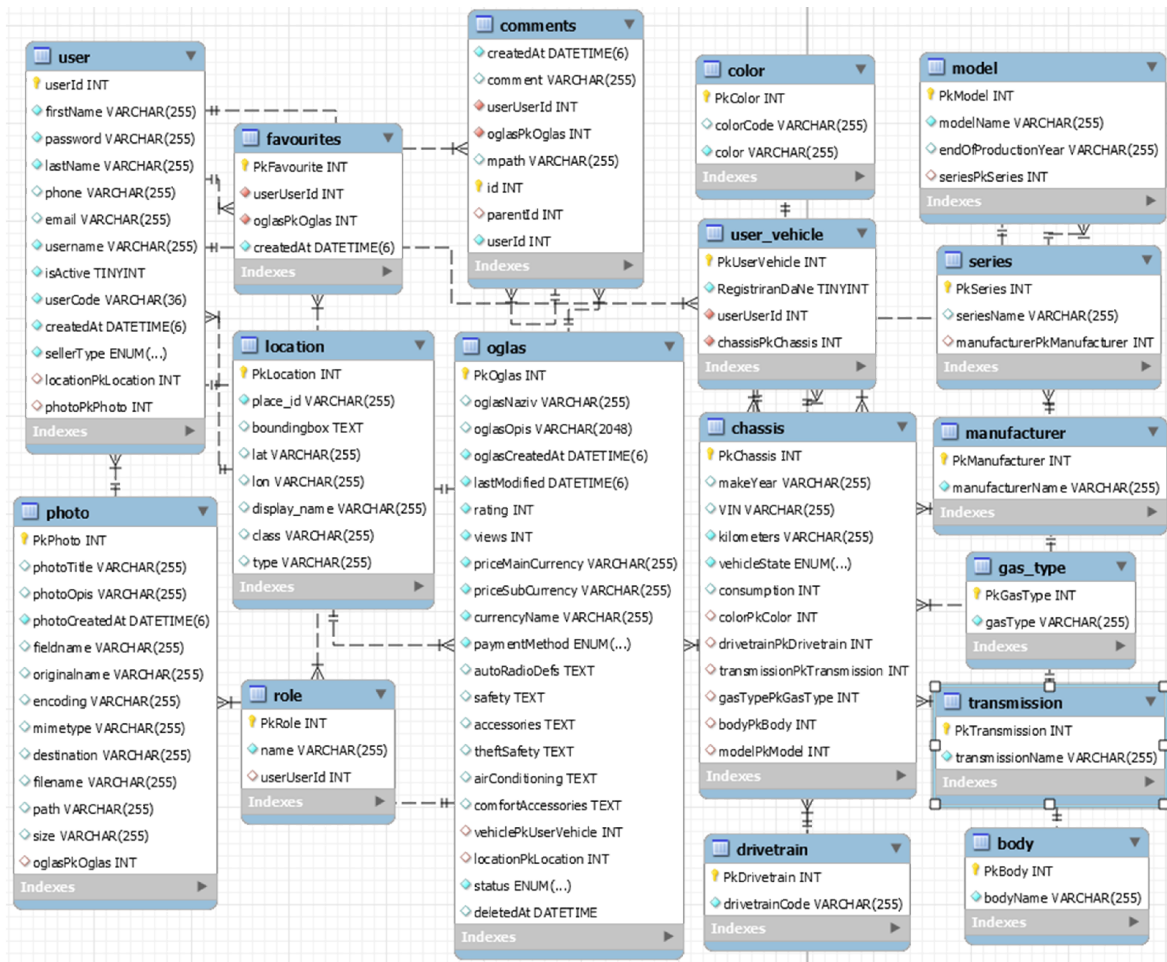 user
userId INT
firstName VARCHAR(255)
password VARCHAR(255)
lastName VARCHAR(255)
phone VARCHAR(255)
email VARCHAR(255)
username VARCHAR(255)
isActive TINYINT
userCode VARCHAR(36)
createdAt DATETIME(6)
sellerType ENUM(...)
locationPkLocation INT
photoPkPhoto INT
Indexes
favourites
PkFavourite INT
userUserId INT
oglasPkOglas INT
createdAt DATETIME(6)
Indexes
comments
createdAt DATETIME(6)
comment VARCHAR(255)
userUserId INT
oglasPkOglas INT
mpath VARCHAR(255)
id INT
parentId INT
userId INT
Indexes
color
PkColor INT
colorCode VARCHAR(255)
color VARCHAR(255)
Indexes
model
PkModel INT
modelName VARCHAR(255)
endOfProductionYear VARCHAR(255)
seriesPkSeries INT
Indexes
user_vehicle
PkUserVehicle INT
RegistriranDaNe TINYINT
userUserId INT
chassisPkChassis INT
Indexes
series
PkSeries INT
seriesName VARCHAR(255)
manufacturerPkManufacturer INT
Indexes
location
PkLocation INT
place_id VARCHAR(255)
boundingbox TEXT
lat VARCHAR(255)
lon VARCHAR(255)
display_name VARCHAR(255)
class VARCHAR(255)
type VARCHAR(255)
Indexes
oglas
PkOglas INT
oglasNaziv VARCHAR(255)
oglasOpis VARCHAR(2048)
oglasCreatedAt DATETIME(6)
lastModified DATETIME(6)
rating INT
views INT
priceMainCurrency VARCHAR(255)
priceSubCurrency VARCHAR(255)
currencyName VARCHAR(255)
paymentMethod ENUM(...)
autoRadioDefs TEXT
safety TEXT
accessories TEXT
theftSafety TEXT
airConditioning TEXT
comfortAccessories TEXT
vehiclePkUserVehicle INT
locationPkLocation INT
status ENUM(...)
deletedAt DATETIME
Indexes
chassis
PkChassis INT
makeYear VARCHAR(255)
VIN VARCHAR(255)
kilometers VARCHAR(255)
vehicleState ENUM(...)
consumption INT
colorPkColor INT
drivetrainPkDrivetrain INT
transmissionPkTransmission INT
gasTypePkGasType INT
bodyPkBody INT
modelPkModel INT
Indexes
manufacturer
PkManufacturer INT
manufacturerName VARCHAR(255)
Indexes
photo
PkPhoto INT
photoTitle VARCHAR(255)
photoOpis VARCHAR(255)
photoCreatedAt DATETIME(6)
fieldname VARCHAR(255)
originalname VARCHAR(255)
encoding VARCHAR(255)
mimetype VARCHAR(255)
destination VARCHAR(255)
filename VARCHAR(255)
path VARCHAR(255)
size VARCHAR(255)
oglasPkOglas INT
Indexes
role
PkRole INT
name VARCHAR(255)
userUserId INT
Indexes
gas_type
PkGasType INT
gasType VARCHAR(255)
Indexes
transmission
PkTransmission INT
transmissionName VARCHAR(255)
Indexes
drivetrain
PkDrivetrain INT
drivetrainCode VARCHAR(255)
Indexes
body
PkBody INT
bodyName VARCHAR(255)
Indexes